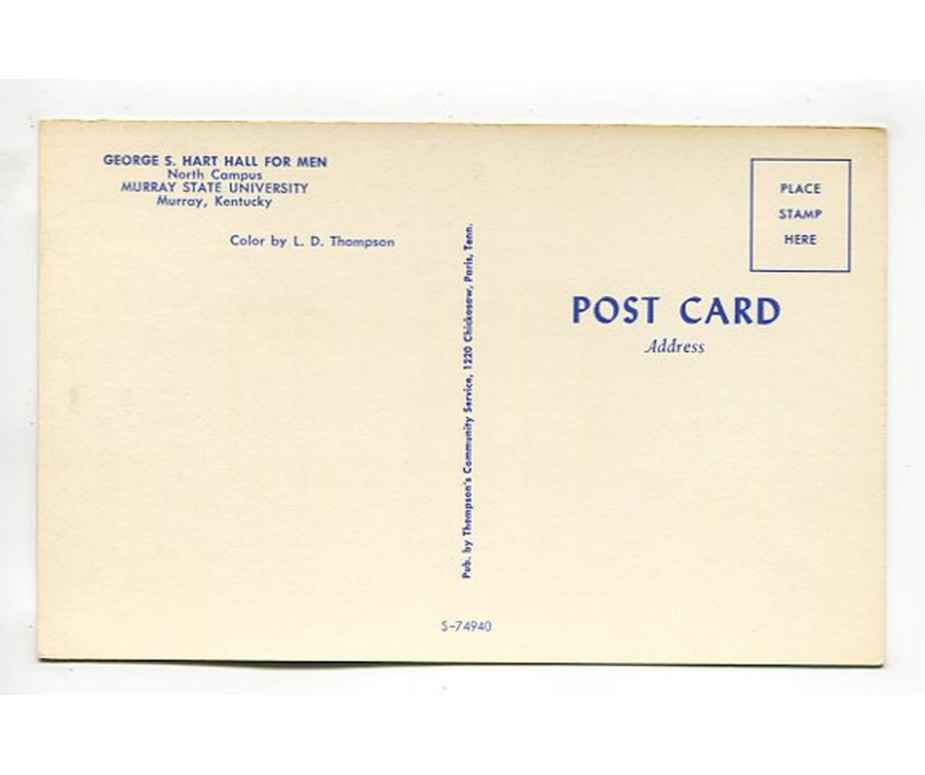 GEORGE S. HART HALL FOR MEN
North Campus
MURRAY STATE UNIVERSITY
Murray, Kentucky
Color by L. D. Thompson
Pub. by Thompson's Community Service, 1220 Chickasaw, Paris, Tenn.
S-74940
PLACE
STAMP
HERE
POST CARD
Address